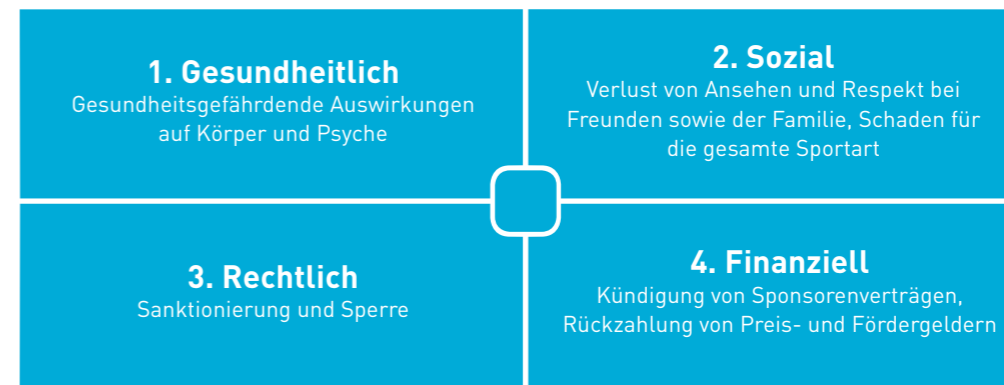 1. Gesundheitlich
Gesundheitsgefährdende Auswirkungen
auf Körper und Psyche
2. Sozial
Verlust von Ansehen und Respekt bei
Freunden sowie der Familie, Schaden für
die gesamte Sportart
3. Rechtlich
Sanktionierung und Sperre
4. Finanziell
Kündigung von Sponsorenverträgen,
Rückzahlung von Preis- und Fördergeldern